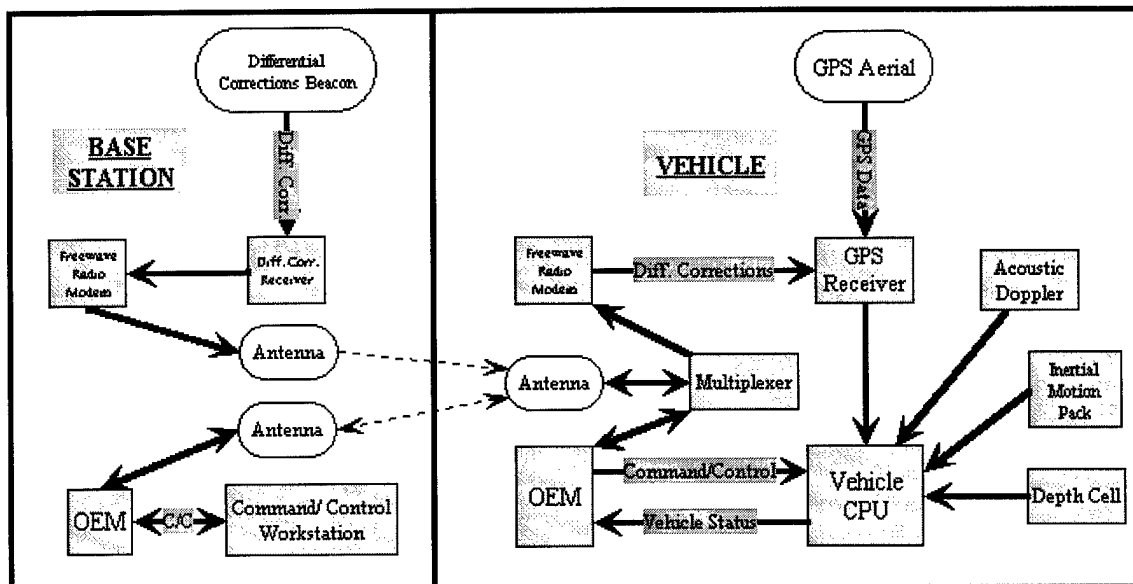 Differential
Corrections Beacon
BASE
STATION
Diff. Corr.
Freewave
Radio
Modem
Diff. Corr.
Receiver
Antenna
Antenna
OEM
C/C
Command/ Control
Workstation
GPS Aerial
VEHICLE
GPS Data
Freewave
Radio
Modem
Diff. Corrections
GPS
Receiver
Acoustic
Doppler
Antenna
Multiplexer
Inertial
Motion
Pack
OEM
Command/Control
Vehicle Status
Vehicle
CPU
Depth Cell